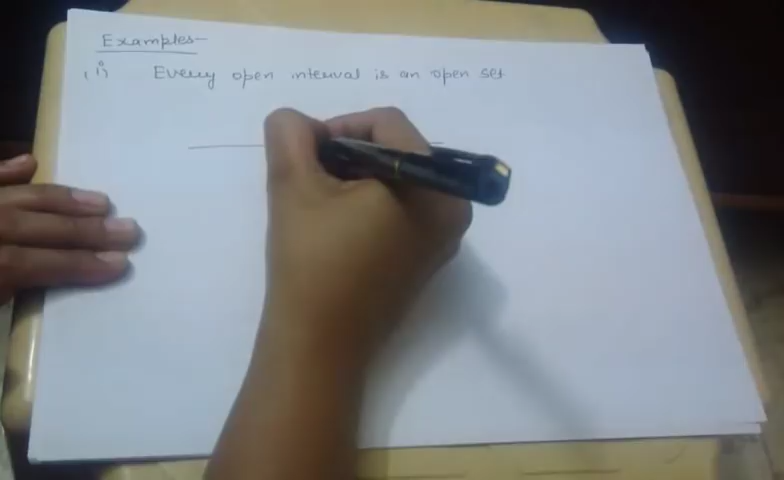 Examples-
(i) Every open interval is an open set